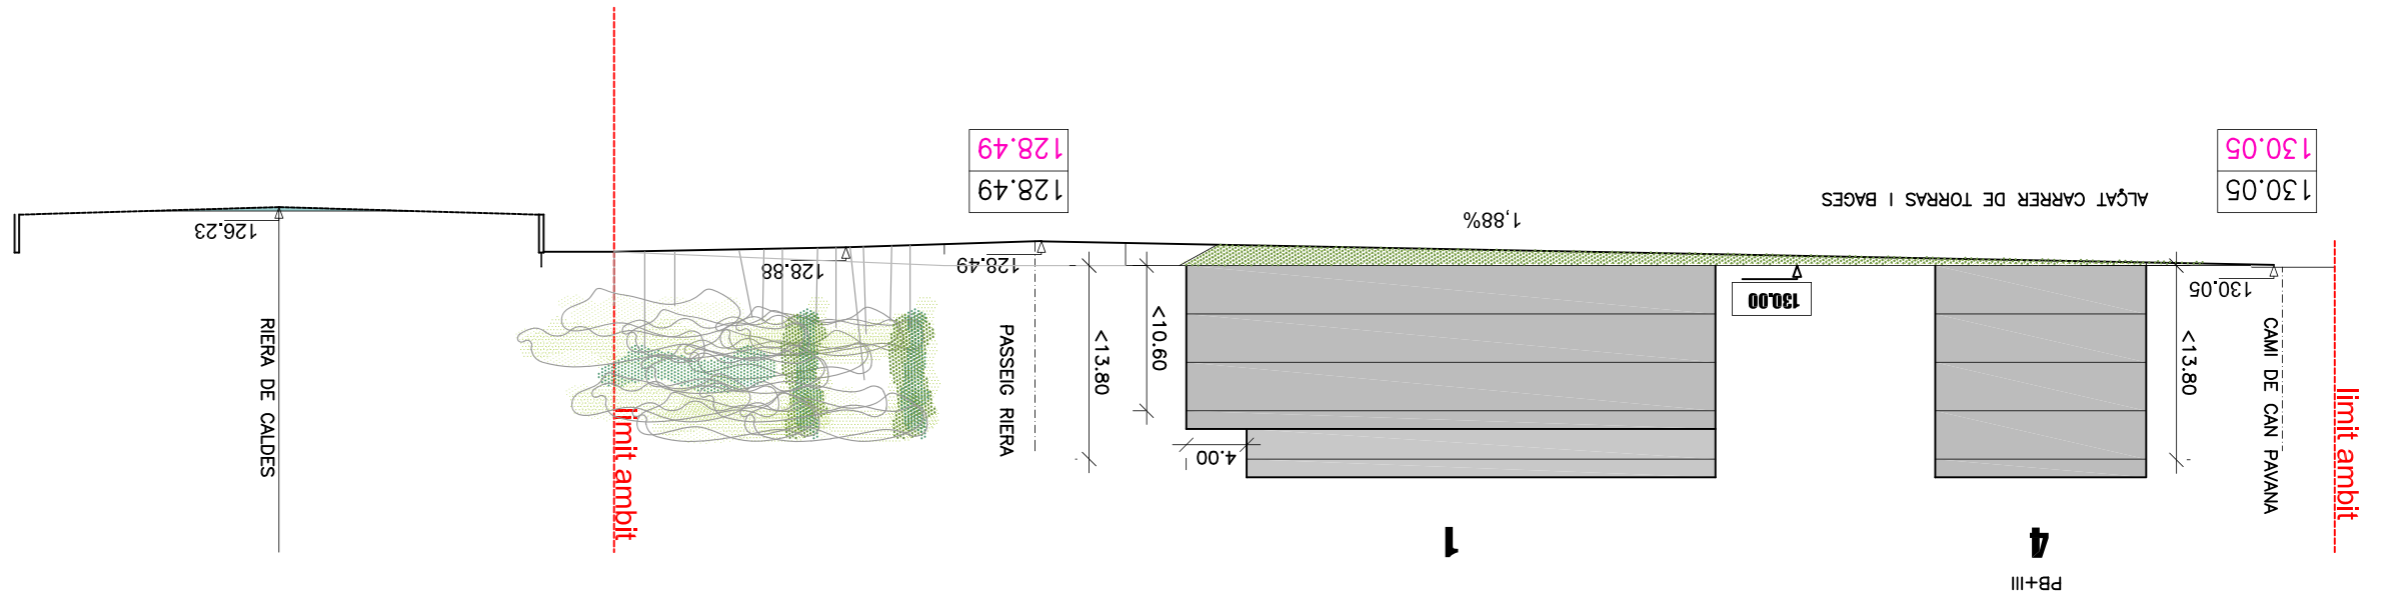 PB+III
4
1
límit ambit
CAMI DE CAN PAVANA
<13.80
4.00
<10.60
<13.80
PASSEIG RIERA
límit ambit
RIERA DE CALDES
130.05
130.00
128.49
128.88
126.23
1,88%
ALÇAT CARRER DE TORRAS I BAGES
130.05
130.05
128.49
128.49